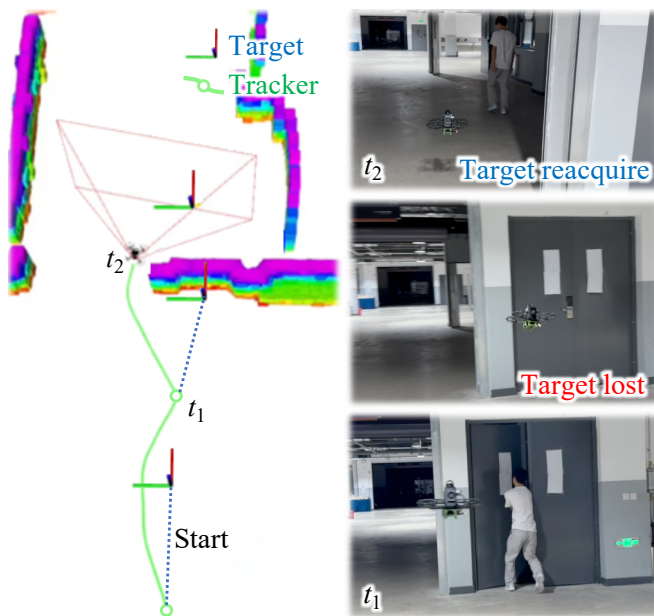 Target
Tracker
t2
t1
Start
t2
Target reacquire
Target lost
t1